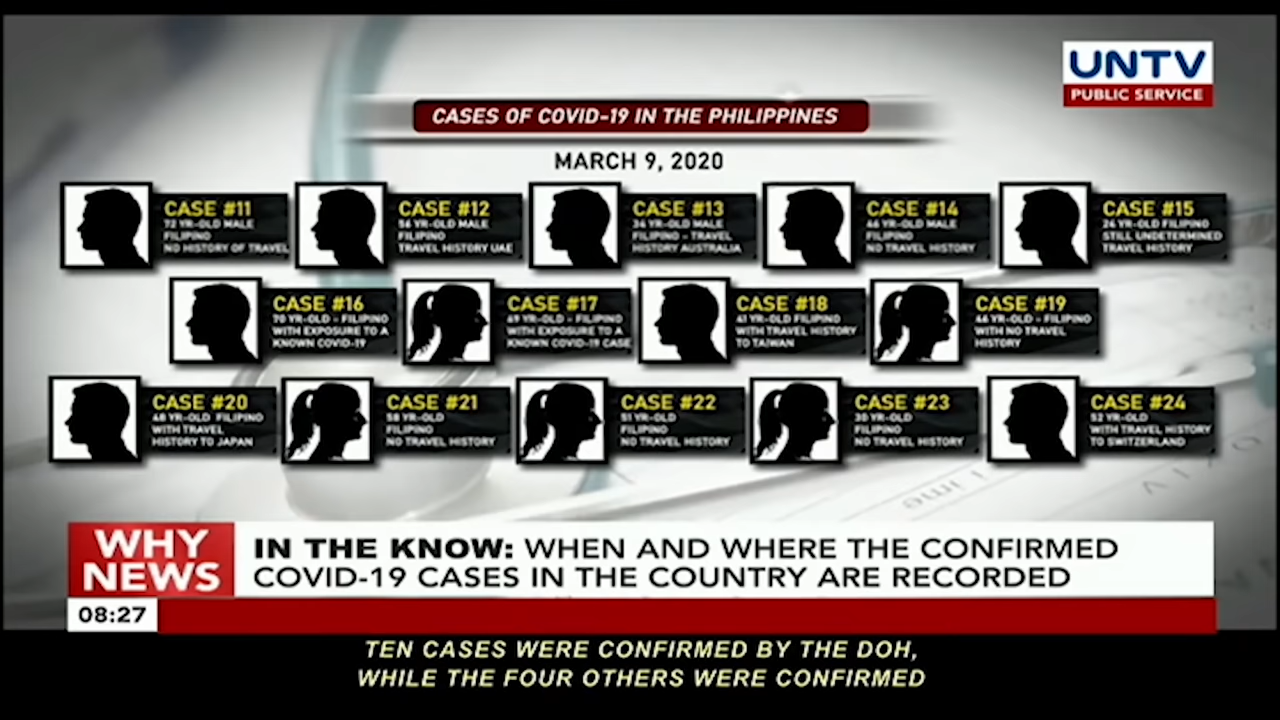 UNTV
PUBLIC SERVICE
CASES OF COVID-19 IN THE PHILIPPINES
MARCH 9, 2020
CASE #11
72 YR-OLD MALE
FILIPINO
NO HISTORY OF TRAVEL
CASE #12
56 YR-OLD MALE
FILIPINO
TRAVEL HISTORY UAE
CASE #13
34 YR-OLD MALE
FILIPINO - TRAVEL
HISTORY AUSTRALIA
CASE #14
46 YR-OLD MALE
FILIPINO
NO TRAVEL HISTORY
CASE #15
24 YR-OLD FILIPINO
STILL UNDETERMINED
TRAVEL HISTORY
CASE #16
70 YR-OLD - FILIPINO
WITH EXPOSURE TO A
KNOWN COVID-19
CASE #17
69 YR-OLD - FILIPINO
WITH EXPOSURE TO A
KNOWN COVID-19 CASE
CASE #18
41 YR-OLD FILIPINO
WITH TRAVEL HISTORY
TO TAIWAN
CASE #19
46 YR-OLD - FILIPINO
WITH NO TRAVEL
HISTORY
CASE #20
48 YR-OLD FILIPINO
WITH TRAVEL
HISTORY TO JAPAN
CASE #21
58 YR-OLD
FILIPINO
NO TRAVEL HISTORY
CASE #22
51 YR-OLD
FILIPINO
NO TRAVEL HISTORY
CASE #23
30 YR-OLD
FILIPINO
NO TRAVEL HISTORY
CASE #24
52 YR-OLD
WITH TRAVEL HISTORY
TO SWITZERLAND
WHY
NEWS
IN THE KNOW: WHEN AND WHERE THE CONFIRMED
COVID-19 CASES IN THE COUNTRY ARE RECORDED
08:27
TEN CASES WERE CONFIRMED BY THE DOH,
WHILE THE FOUR OTHERS WERE CONFIRMED